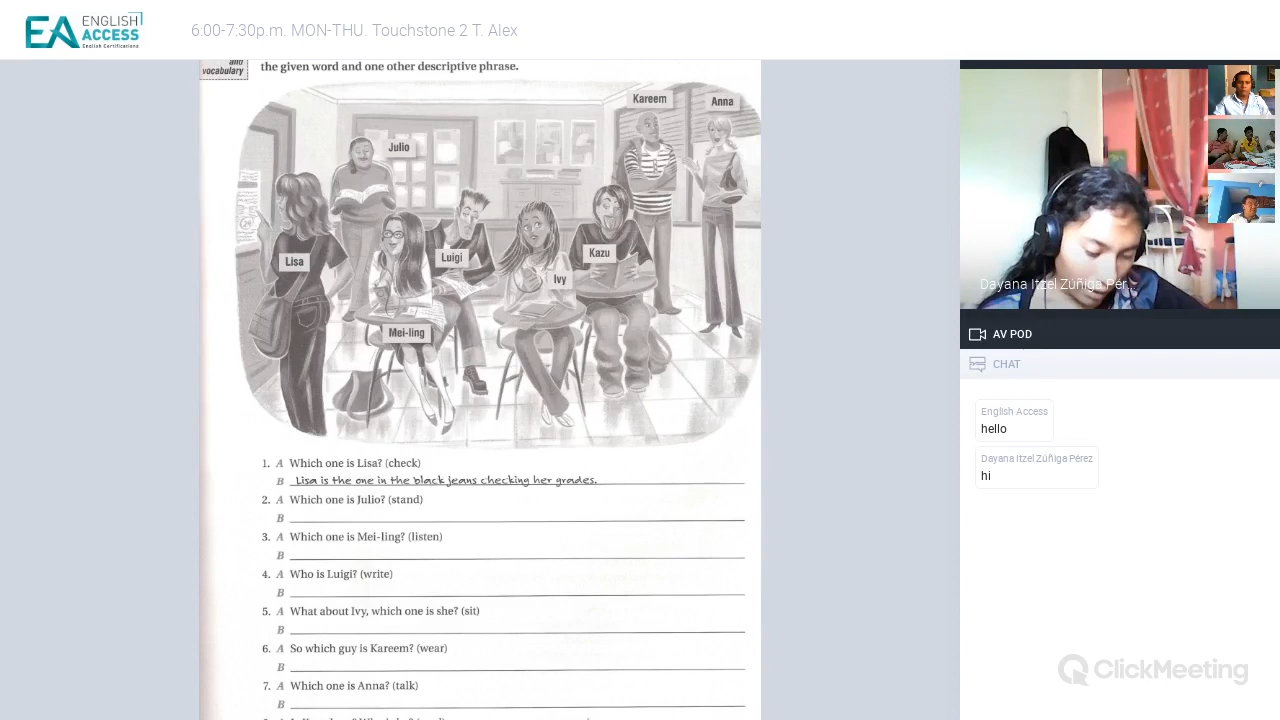 EA ENGLISH ACCESS
English Certifications
6:00-7:30p.m. MON-THU. Touchstone 2 T. Alex
and
vocabulary
the given word and one other descriptive phrase.
Kareem
Anna
Julio
Lisa
Luigi
Kazu
Ivy
Mei-ling
1. A Which one is Lisa? (check)
B Lisa is the one in the black jeans checking her grades.
2. A Which one is Julio? (stand)
B
3. A Which one is Mei-ling? (listen)
B
4. A Who is Luigi? (write)
B
5. A What about Ivy, which one is she? (sit)
B
6. A So which guy is Kareem? (wear)
B
7. A Which one is Anna? (talk)
B
Dayana Itzel Zúñiga Pér...
AV POD
CHAT
English Access
hello
Dayana Itzel Zúñiga Pérez
hi
ClickMeeting